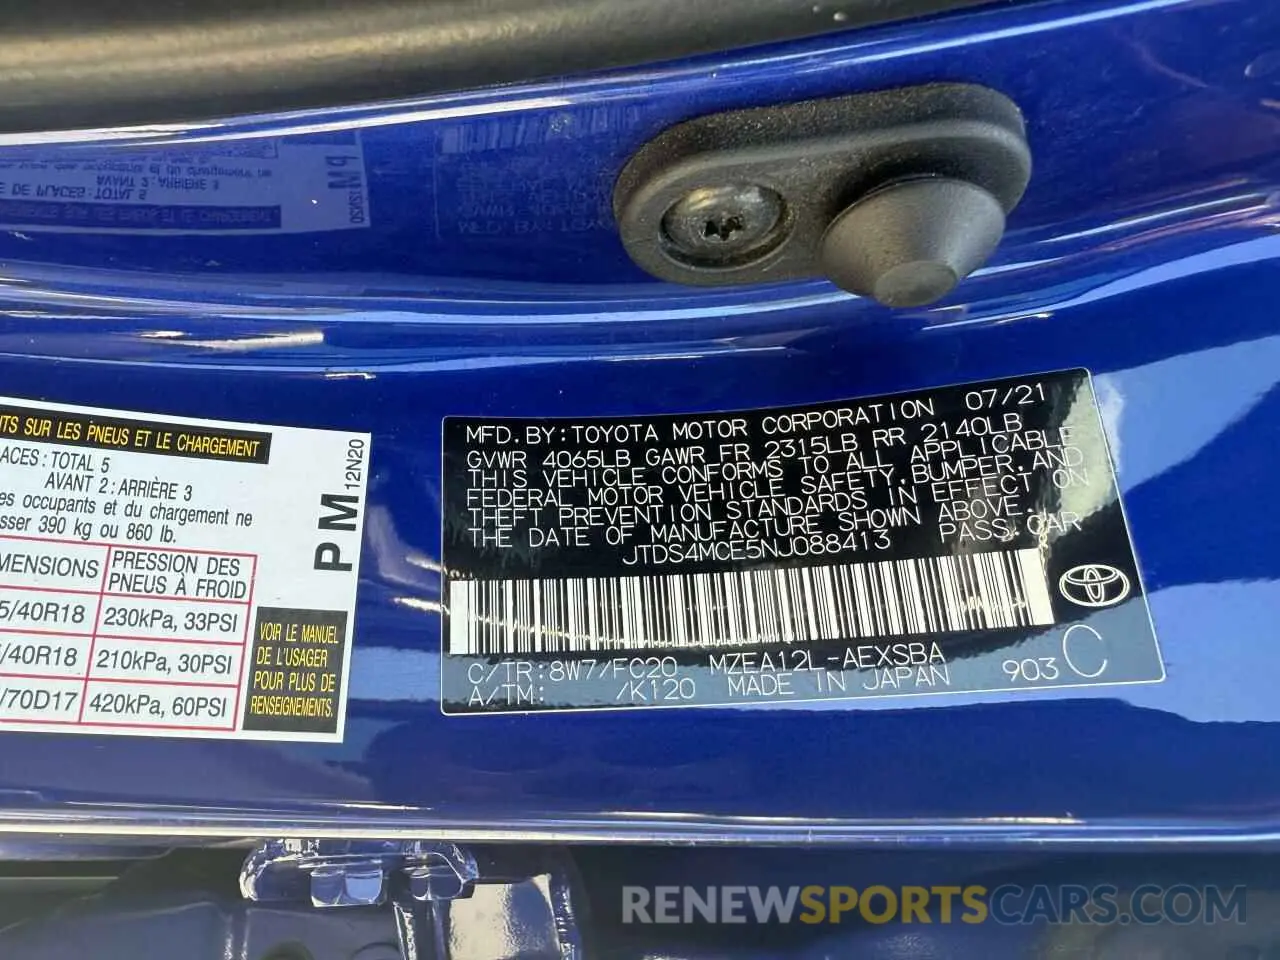 NTS SUR LES PNEUS ET LE CHARGEMENT
ACES: TOTAL 5
AVANT 2: ARRIÈRE 3
es occupants et du chargement ne
sser 390 kg ou 860 lb.
MENSIONS
PRESSION DES
PNEUS À FROID
5/40R18
230kPa, 33PSI
/40R18
210kPa, 30PSI
/70D17
420kPa, 60PSI
PM
12N20
VOIR LE MANUEL
DE L'USAGER
POUR PLUS DE
RENSEIGNEMENTS.
MFD. BY: TOYOTA MOTOR CORPORATION 07/21
GVWR 4065LB GAWR FR 2315LB RR 2140LB
THIS VEHICLE CONFORMS TO ALL APPLICABLE
FEDERAL MOTOR VEHICLE SAFETY, BUMPER, AND
THEFT PREVENTION STANDARDS IN EFFECT ON
THE DATE OF MANUFACTURE SHOWN ABOVE.
JTDS4MCE5NJ088413 PASS. CAR
C/TR: 8W7//FC20 MZEA12L-AEXSBA
A/TM: /K120 MADE IN JAPAN 903 C
RENEWSPORTSCARS.COM